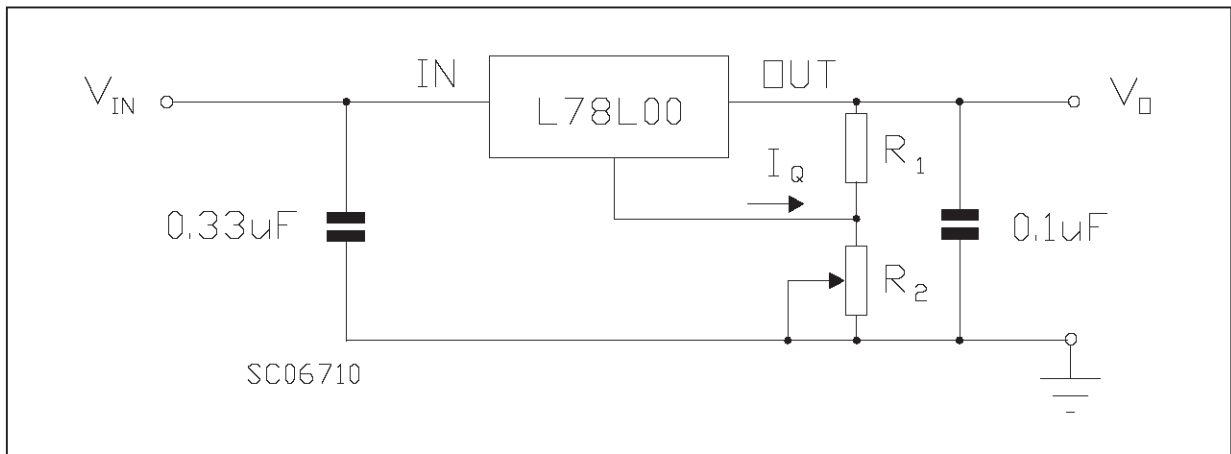 IN
OUT
V_IN
L78L00
V_O
I_Q
R_1
0.33uF
0.1uF
R_2
SC06710